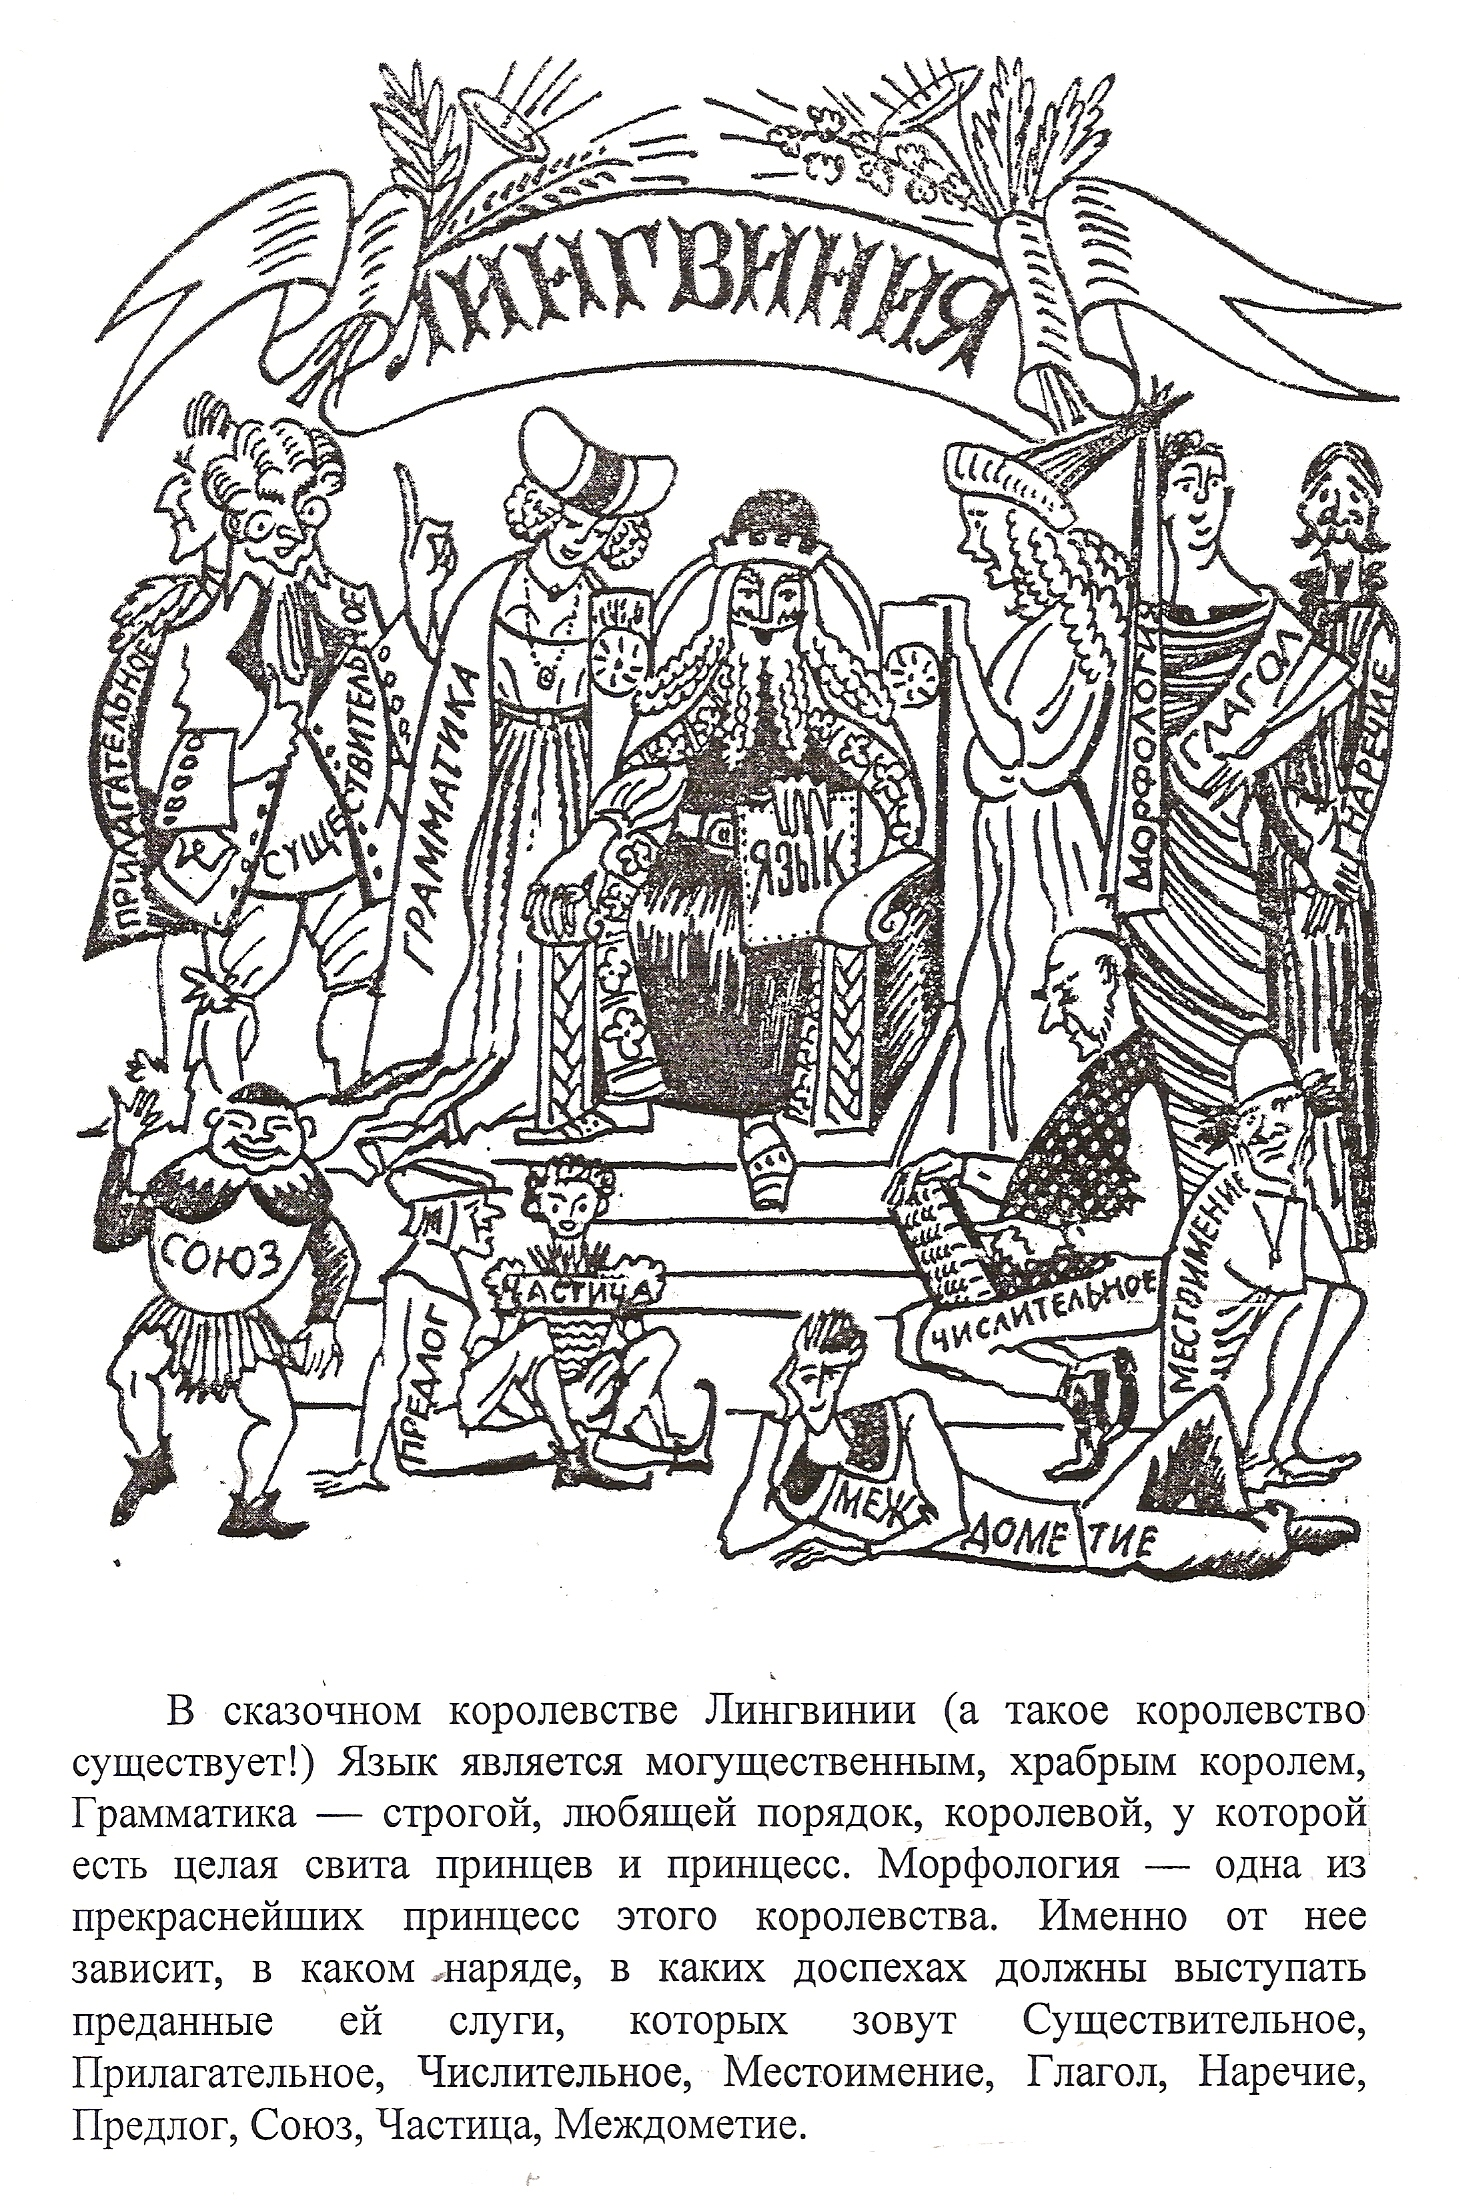 ЛИНГВИНИЯ
ПРИЛАГАТЕЛЬНОЕ
СУЩЕСТВИТЕЛЬНОЕ
ГРАММАТИКА
ЯЗЫК
МОРФОЛОГИЯ
ГЛАГОЛ
НАРЕЧИЕ
СОЮЗ
ПРЕДЛОГ
ЧАСТИЦА
ЧИСЛИТЕЛЬНОЕ
МЕСТОИМЕНИЕ
МЕЖДОМЕТИЕ
В сказочном королевстве Лингвинии (а такое королевство
существует!) Язык является могущественным, храбрым королем,
Грамматика — строгой, любящей порядок, королевой, у которой
есть целая свита принцев и принцесс. Морфология — одна из
прекраснейших принцесс этого королевства. Именно от нее
зависит, в каком наряде, в каких доспехах должны выступать
преданные ей слуги, которых зовут Существительное,
Прилагательное, Числительное, Местоимение, Глагол, Наречие,
Предлог, Союз, Частица, Междометие.